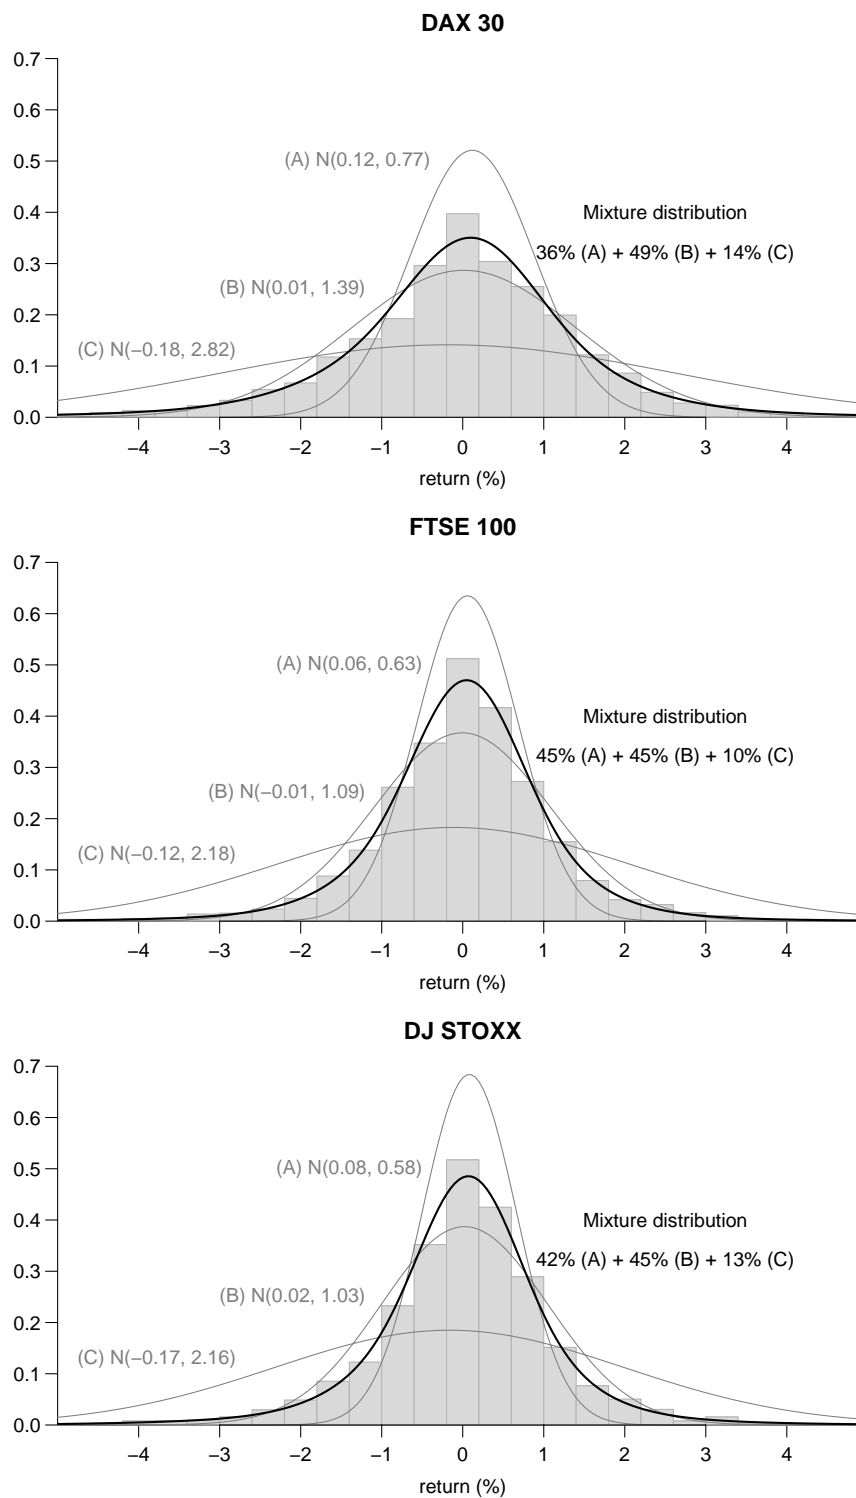 DAX 30
0.7
0.6
0.5
0.4
0.3
0.2
0.1
0.0
(A) N(0.12, 0.77)
Mixture distribution
36% (A) + 49% (B) + 14% (C)
(B) N(0.01, 1.39)
(C) N(−0.18, 2.82)
−4 −3 −2 −1 0 1 2 3 4
return (%)
FTSE 100
0.7
0.6
0.5
0.4
0.3
0.2
0.1
0.0
(A) N(0.06, 0.63)
Mixture distribution
45% (A) + 45% (B) + 10% (C)
(B) N(−0.01, 1.09)
(C) N(−0.12, 2.18)
−4 −3 −2 −1 0 1 2 3 4
return (%)
DJ STOXX
0.7
0.6
0.5
0.4
0.3
0.2
0.1
0.0
(A) N(0.08, 0.58)
Mixture distribution
42% (A) + 45% (B) + 13% (C)
(B) N(0.02, 1.03)
(C) N(−0.17, 2.16)
−4 −3 −2 −1 0 1 2 3 4
return (%)